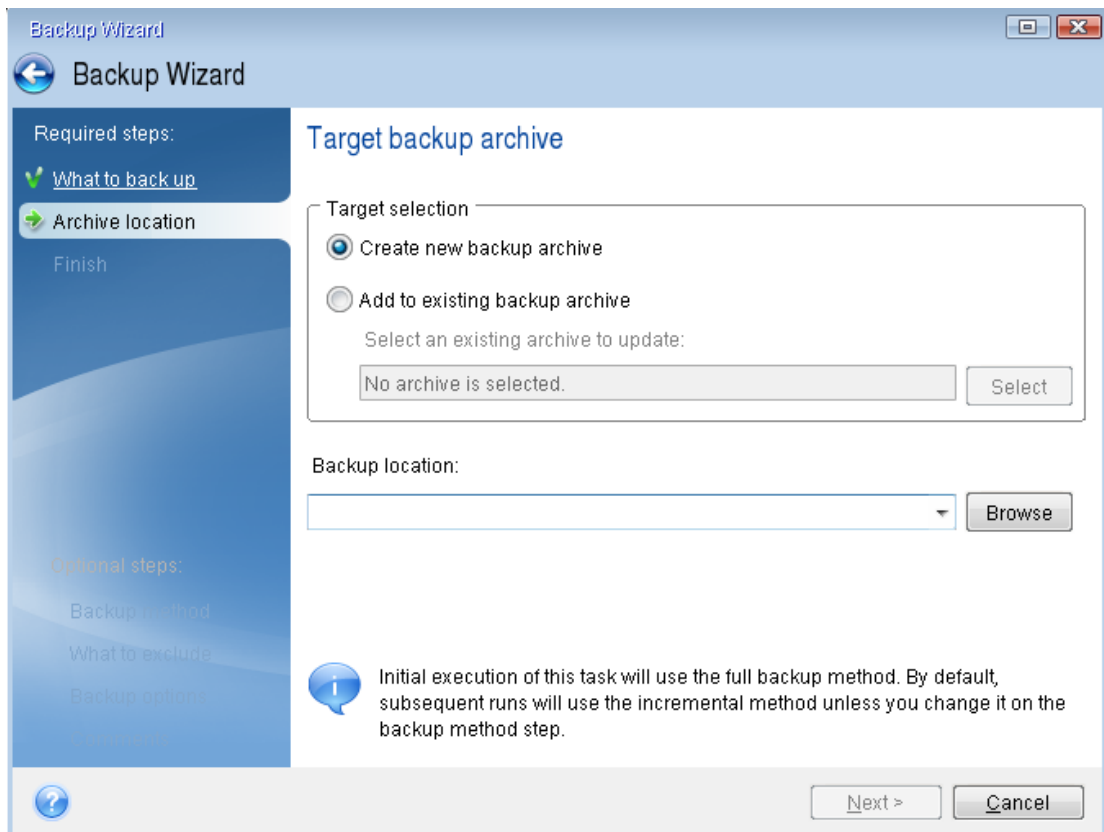 Backup Wizard
Backup Wizard
Required steps:
What to back up
Archive location
Finish
Optional steps:
Backup method
What to exclude
Backup options
Target backup archive
Target selection
Create new backup archive
Add to existing backup archive
Select an existing archive to update:
No archive is selected.
Select
Backup location:
Browse
Initial execution of this task will use the full backup method. By default,
subsequent runs will use the incremental method unless you change it on the
backup method step.
Next >
Cancel